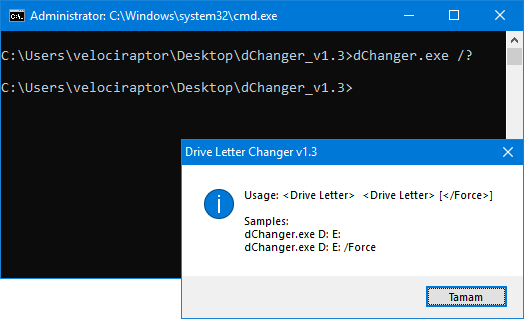 Administrator: C:\Windows\system32\cmd.exe
C:\Users\velociraptor\Desktop\dChanger_v1.3>dChanger.exe /?
C:\Users\velociraptor\Desktop\dChanger_v1.3>
Drive Letter Changer v1.3
Usage: <Drive Letter> <Drive Letter> [</Force>]
Samples:
dChanger.exe D: E:
dChanger.exe D: E: /Force
Tamam